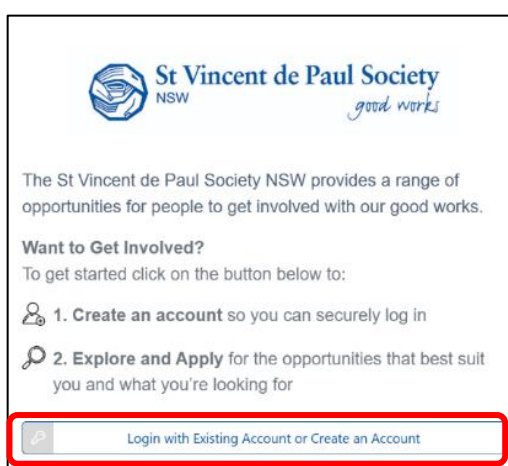 St Vincent de Paul Society
NSW
good works
The St Vincent de Paul Society NSW provides a range of
opportunities for people to get involved with our good works.
Want to Get Involved?
To get started click on the button below to:
1. Create an account so you can securely log in
2. Explore and Apply for the opportunities that best suit
you and what you're looking for
Login with Existing Account or Create an Account